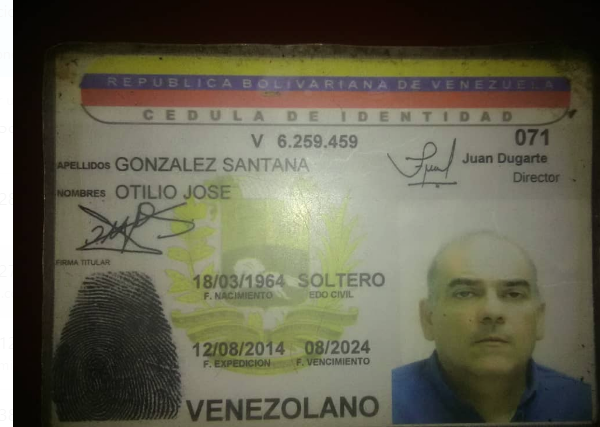 REPUBLICA BOLIVARIANA DE VENEZUELA
CEDULA DE IDENTIDAD
V 6.259.459
071
APELLIDOS GONZALEZ SANTANA
Juan Dugarte
Director
NOMBRES OTILIO JOSE
FIRMA TITULAR
18/03/1964 SOLTERO
F. NACIMIENTO EDO CIVIL
12/08/2014 08/2024
F. EXPEDICION F. VENCIMIENTO
VENEZOLANO